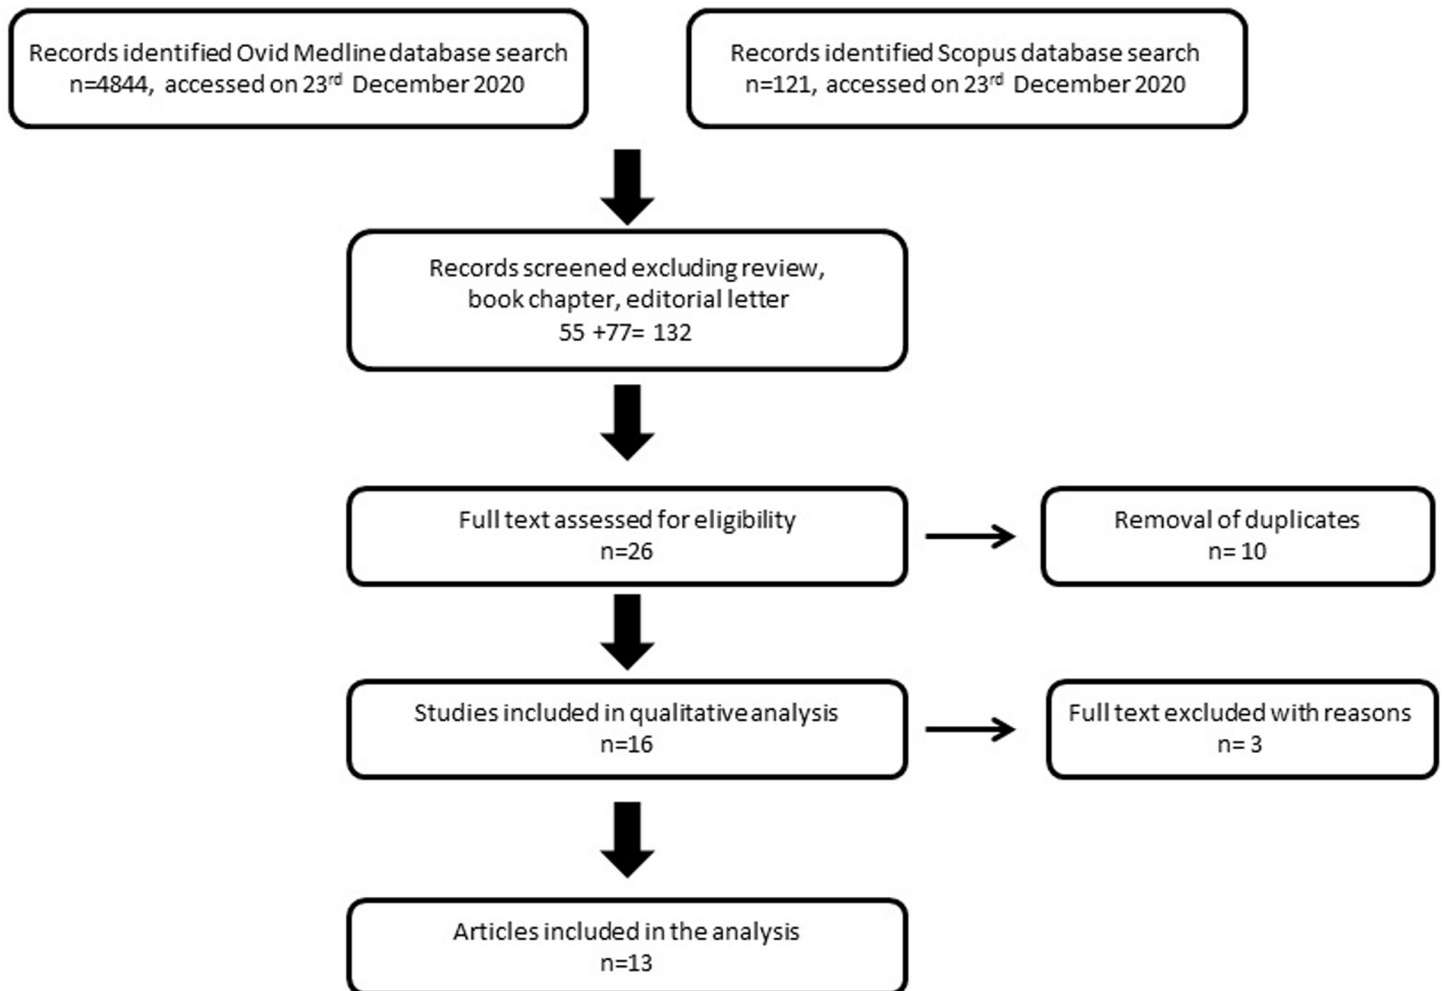 Records identified Ovid Medline database search
n=4844, accessed on 23rd December 2020
Records identified Scopus database search
n=121, accessed on 23rd December 2020
Records screened excluding review,
book chapter, editorial letter
55 +77= 132
Full text assessed for eligibility
n=26
Removal of duplicates
n= 10
Studies included in qualitative analysis
n=16
Full text excluded with reasons
n= 3
Articles included in the analysis
n=13